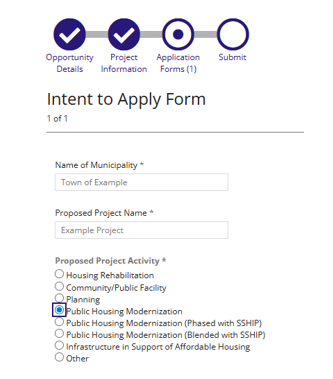 Opportunity Details
Project Information
Application Forms (1)
Submit
Intent to Apply Form
1 of 1
Name of Municipality *
Town of Example
Proposed Project Name *
Example Project
Proposed Project Activity *
Housing Rehabilitation
Community/Public Facility
Planning
Public Housing Modernization
Public Housing Modernization (Phased with SSHIP)
Public Housing Modernization (Blended with SSHIP)
Infrastructure in Support of Affordable Housing
Other